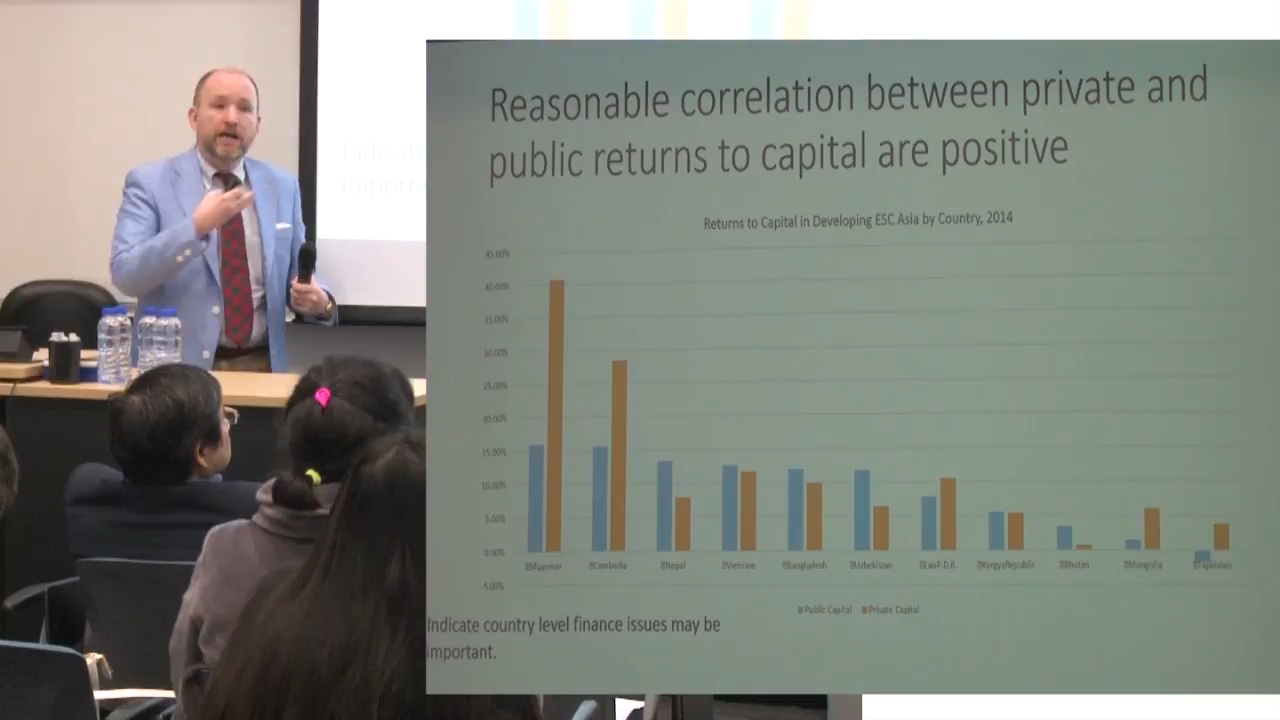 Reasonable correlation between private and
public returns to capital are positive
Returns to Capital in Developing ESC Asia by Country, 2014
45.00%
40.00%
35.00%
30.00%
25.00%
20.00%
15.00%
10.00%
5.00%
0.00%
-5.00%
Myanmar Cambodia Nepal Vietnam Bangladesh Uzbekistan Lao P.D.R. KyrgyzRepublic Bhutan Mongolia Tajikistan
Public Capital Private Capital
Indicate country level finance issues may be
important.
Indicate
import